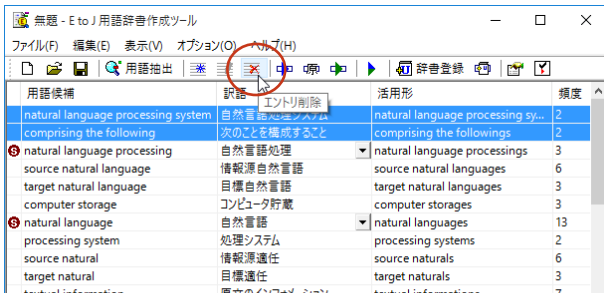 無題 - E to J 用語辞書作成ツール
ファイル(F) 編集(E) 表示(V) オプション(O) ヘルプ(H)
用語抽出 辞書登録
用語候補 訳語 活用形 頻度
エントリ削除
natural language processing system 自然言語処理システム natural language processing sy... 2
comprising the following 次のことを構成すること comprising the followings 2
natural language processing 自然言語処理 natural language processings 3
source natural language 情報源自然言語 source natural languages 6
target natural language 目標自然言語 target natural languages 3
computer storage コンピュータ貯蔵 computer storages 3
natural language 自然言語 natural languages 13
processing system 処理システム processing systems 2
source natural 情報源適任 source naturals 6
target natural 目標適任 target naturals 3